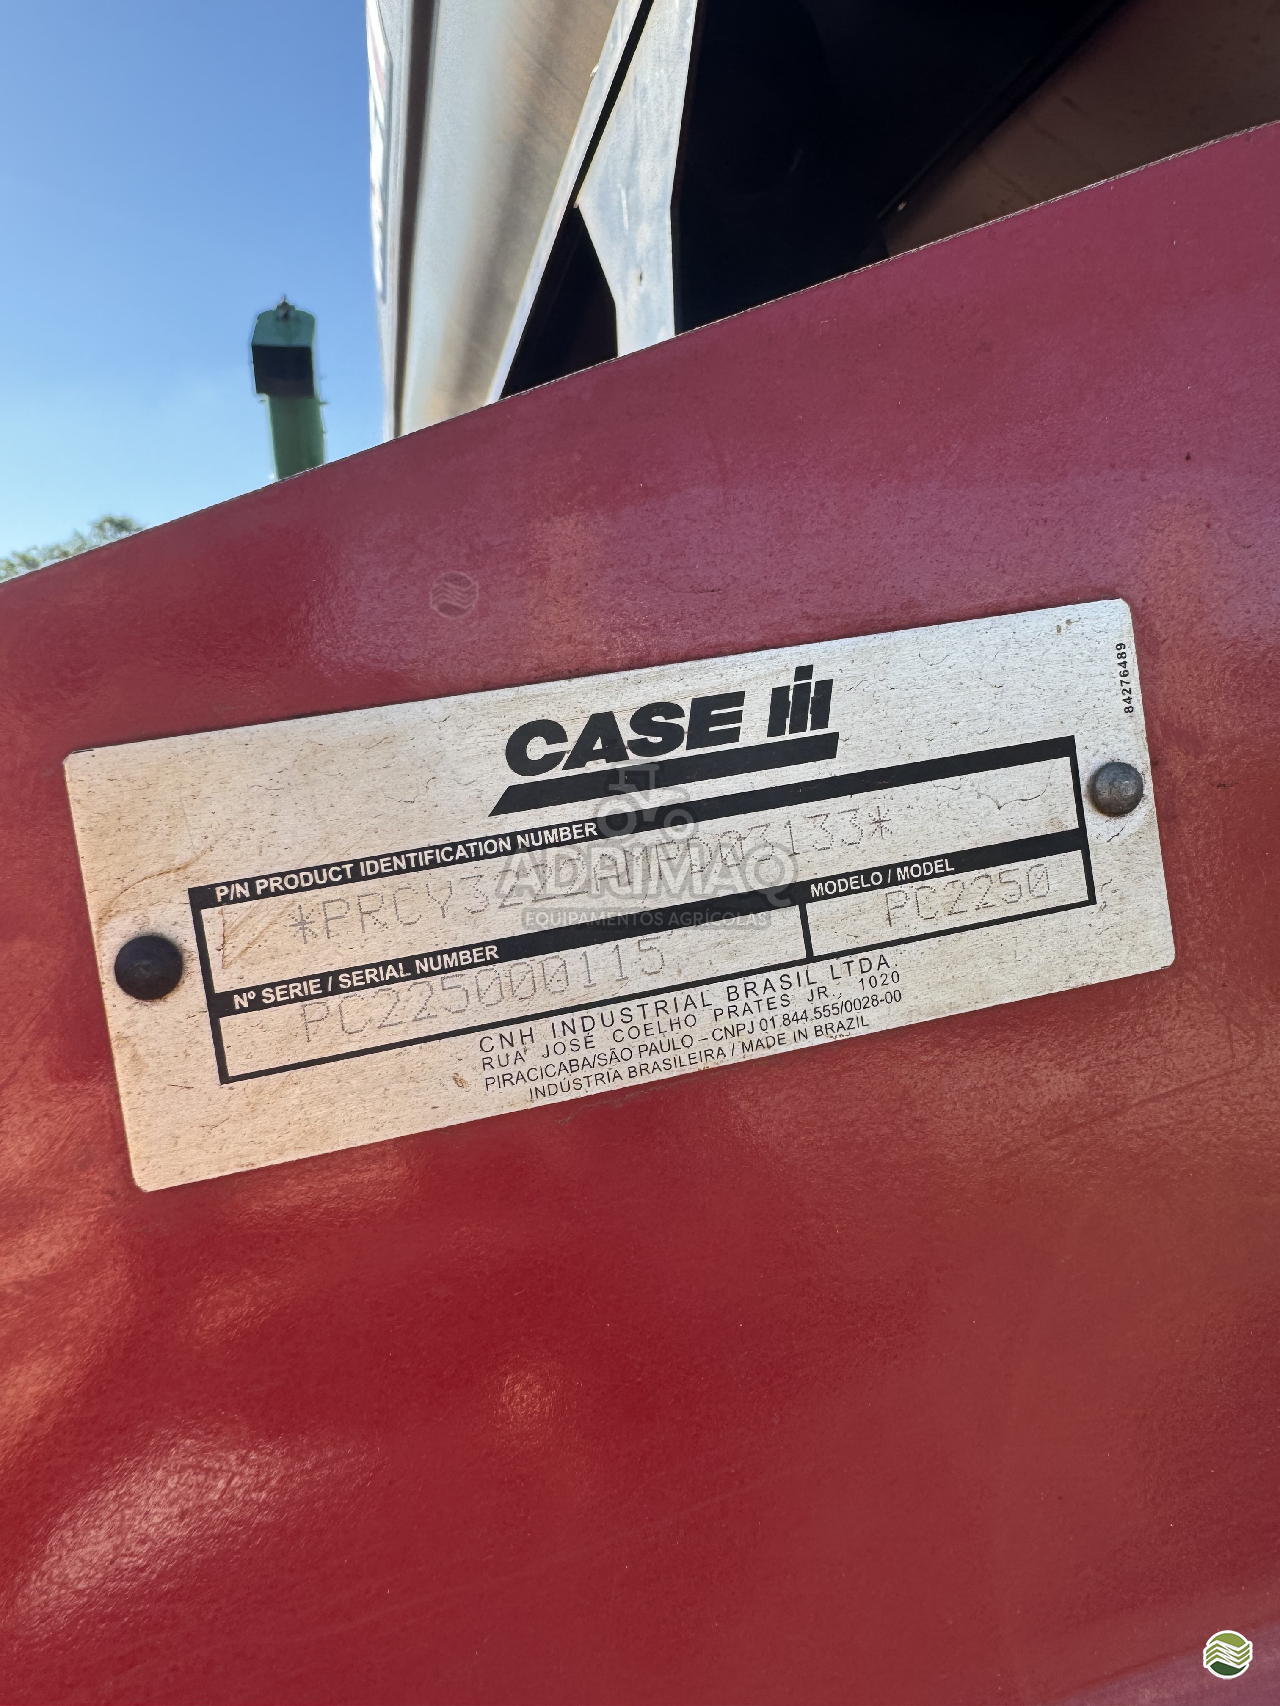 84276489
CASE IH
P/N PRODUCT IDENTIFICATION NUMBER
ADRIMAQ
EQUIPAMENTOS AGRÍCOLAS
MODELO / MODEL
PC2250
Nº SERIE / SERIAL NUMBER
PC225000115
CNH INDUSTRIAL BRASIL LTDA.
RUA JOSÉ COELHO PRATES JR., 1020
PIRACICABA/SÃO PAULO – CNPJ 01.844.555/0028-00
INDÚSTRIA BRASILEIRA / MADE IN BRAZIL